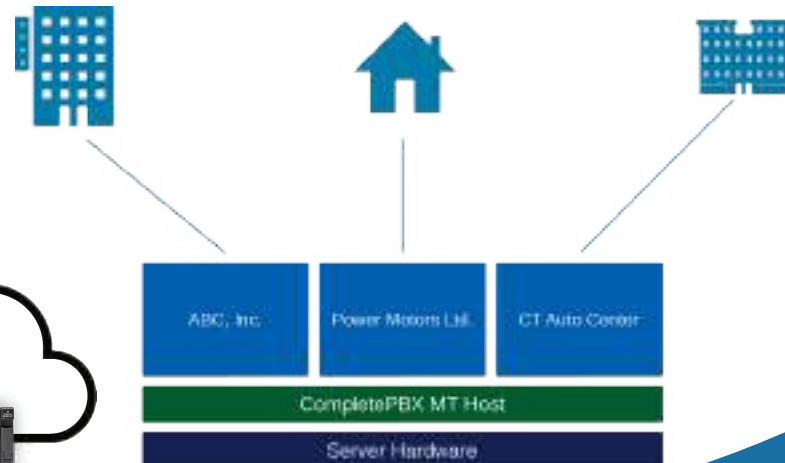 ABC, Inc.
Power Motors Ltd.
CT Auto Center
CompletePBX MT Host
Server Hardware